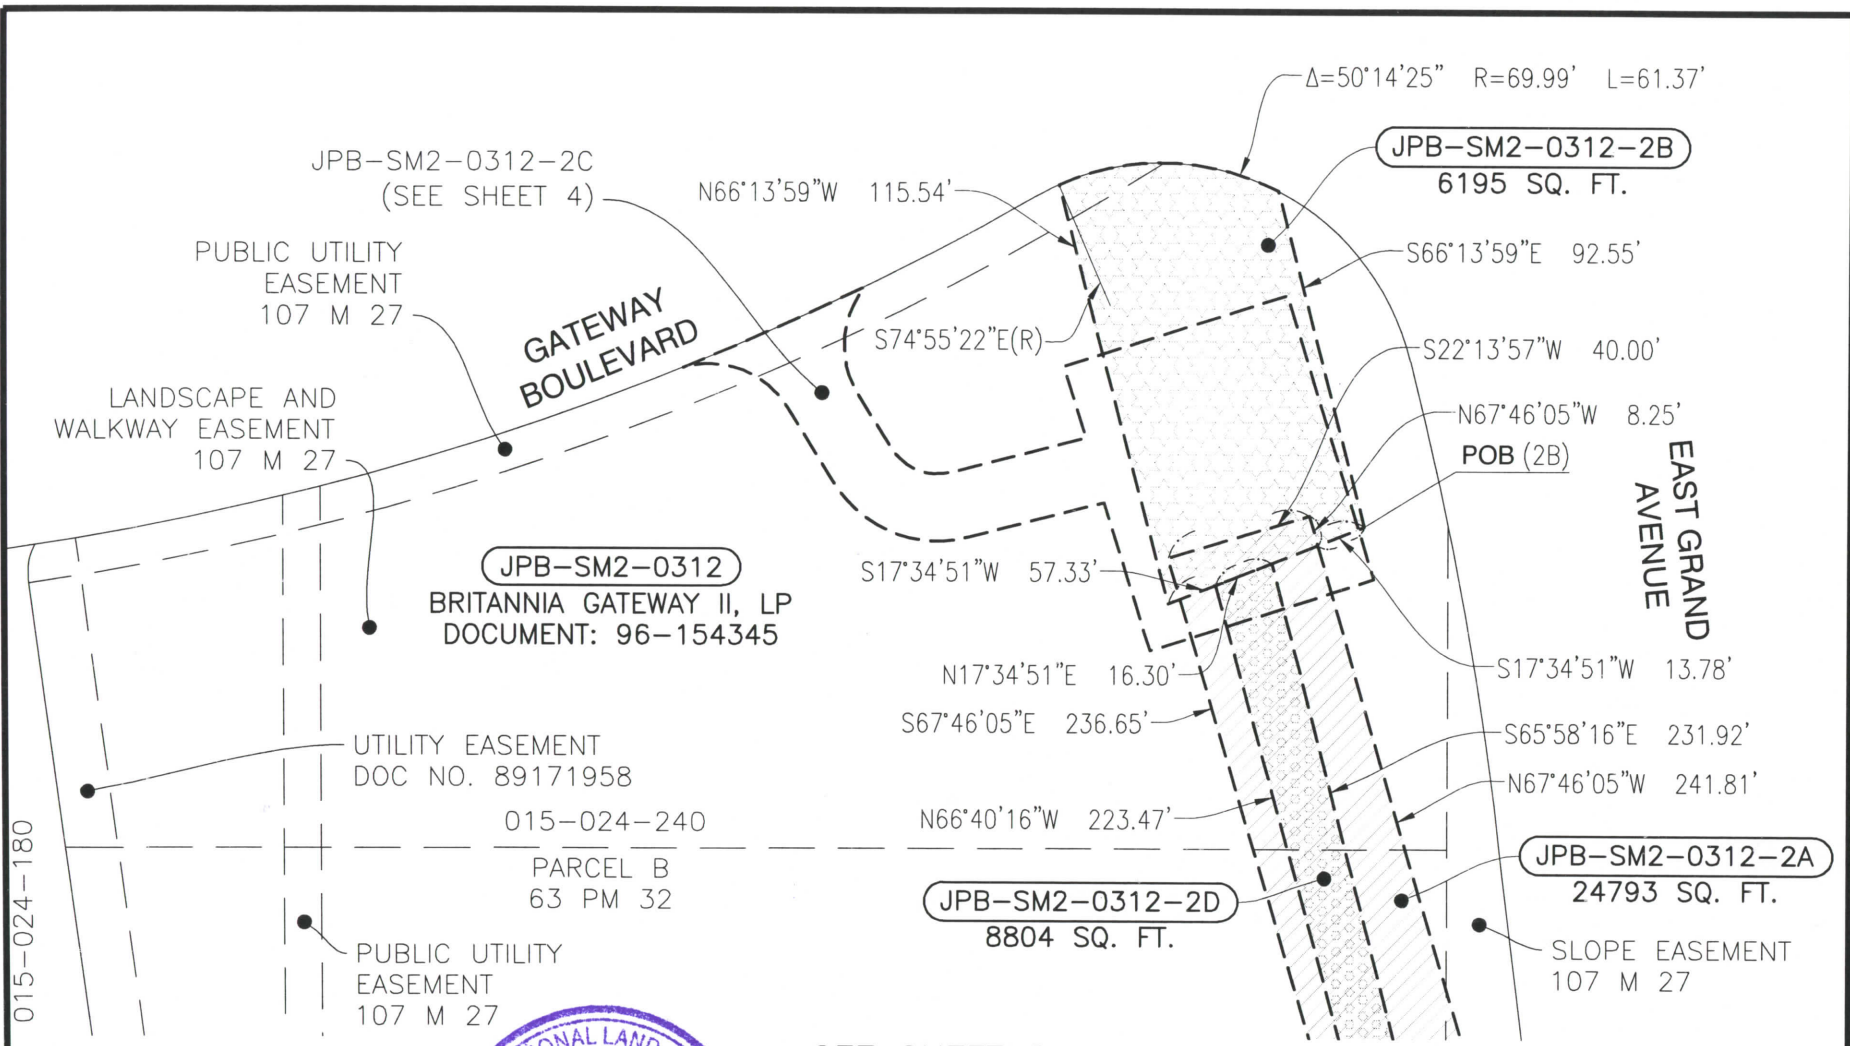 Δ=50°14'25" R=69.99' L=61.37'
JPB-SM2-0312-2B
6195 SQ. FT.
JPB-SM2-0312-2C
(SEE SHEET 4)
N66°13'59"W 115.54'
PUBLIC UTILITY
EASEMENT
107 M 27
S66°13'59"E 92.55'
GATEWAY
BOULEVARD
S74°55'22"E(R)
S22°13'57"W 40.00'
LANDSCAPE AND
WALKWAY EASEMENT
107 M 27
N67°46'05"W 8.25'
POB (2B)
EAST GRAND
AVENUE
JPB-SM2-0312
BRITANNIA GATEWAY II, LP
DOCUMENT: 96-154345
S17°34'51"W 57.33'
N17°34'51"E 16.30'
S17°34'51"W 13.78'
S67°46'05"E 236.65'
S65°58'16"E 231.92'
UTILITY EASEMENT
DOC NO. 89171958
N67°46'05"W 241.81'
015-024-240
N66°40'16"W 223.47'
015-024-180
PARCEL B
63 PM 32
JPB-SM2-0312-2A
24793 SQ. FT.
JPB-SM2-0312-2D
8804 SQ. FT.
PUBLIC UTILITY
EASEMENT
107 M 27
SLOPE EASEMENT
107 M 27
LAND